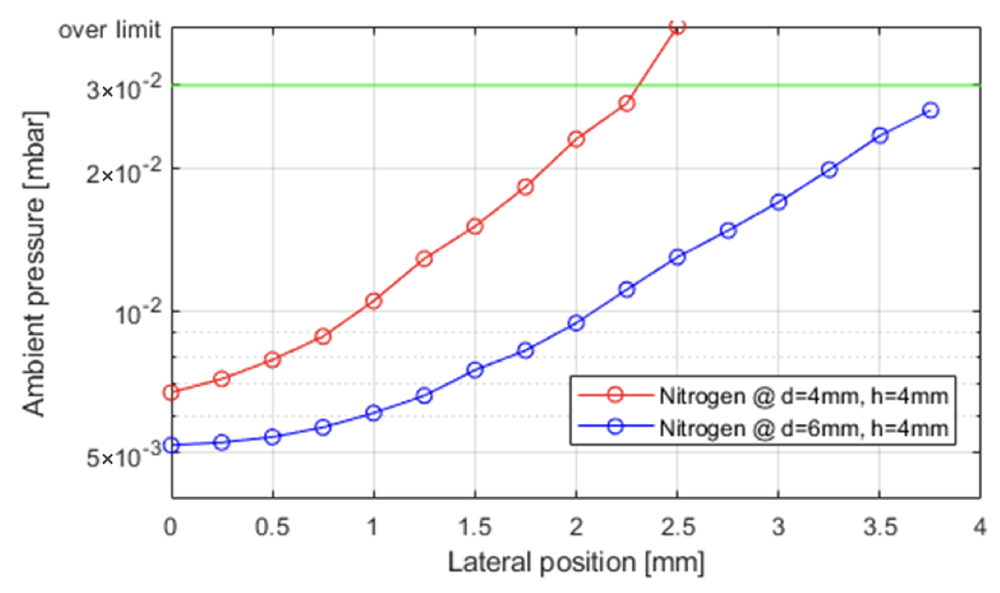 over limit
3×10⁻²
2×10⁻²
10⁻²
5×10⁻³
Ambient pressure [mbar]
Nitrogen @ d=4mm, h=4mm
Nitrogen @ d=6mm, h=4mm
0 0.5 1 1.5 2 2.5 3 3.5 4
Lateral position [mm]